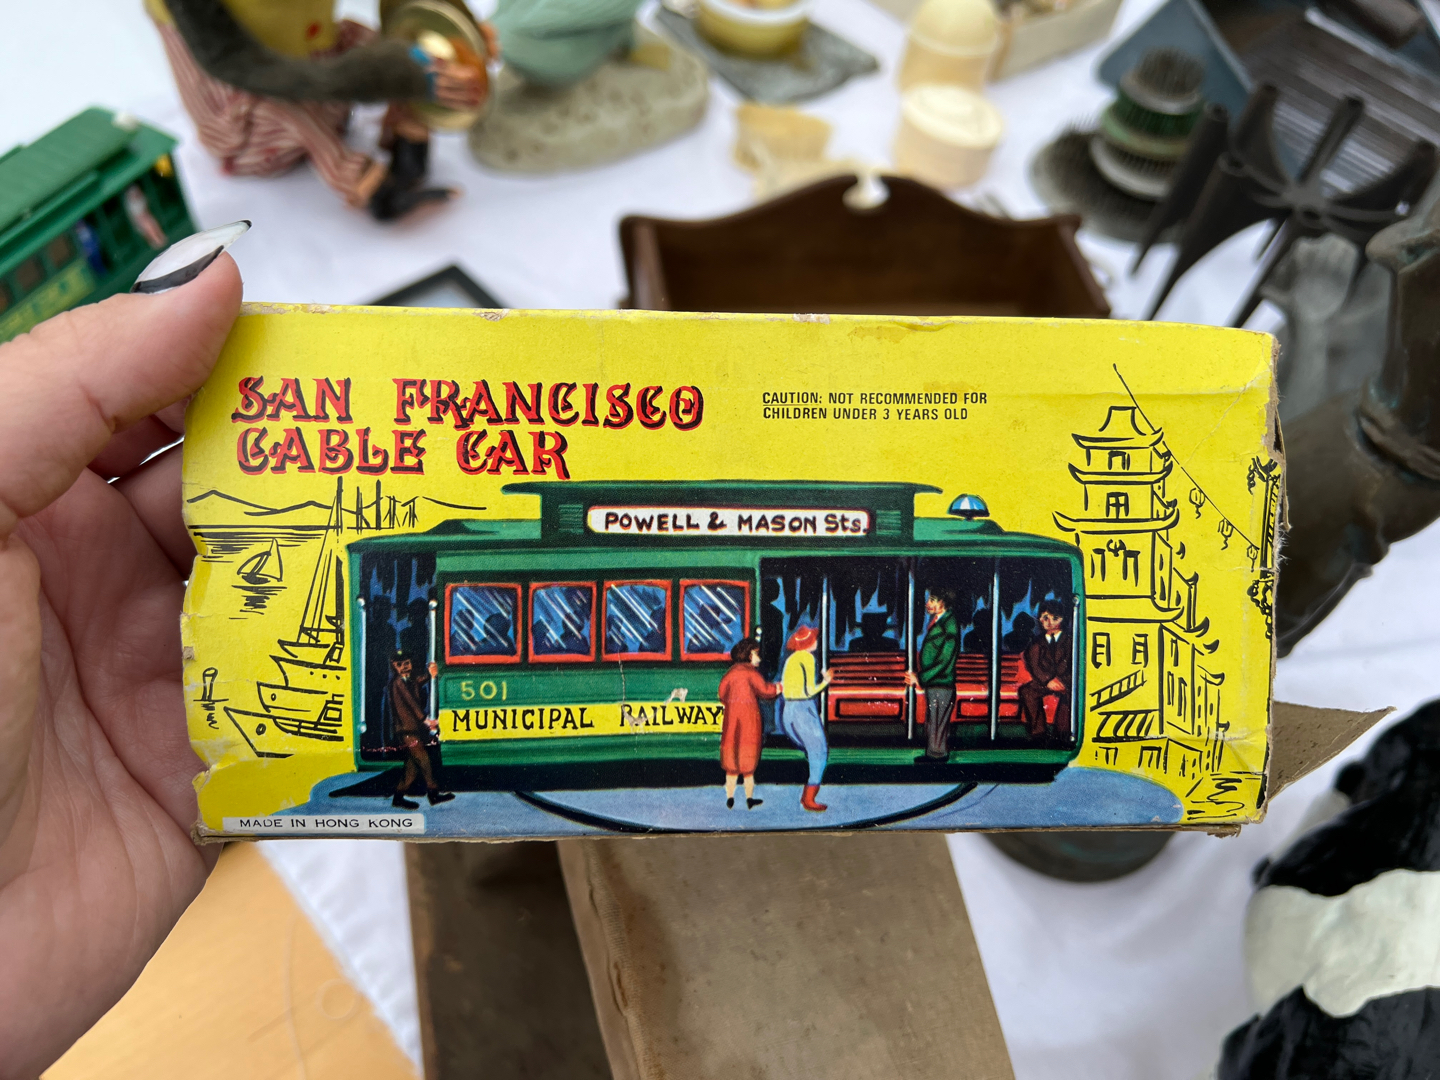 SAN FRANCISCO
CABLE CAR
CAUTION: NOT RECOMMENDED FOR
CHILDREN UNDER 3 YEARS OLD
POWELL & MASON Sts.
501
MUNICIPAL RAILWAY
MADE IN HONG KONG